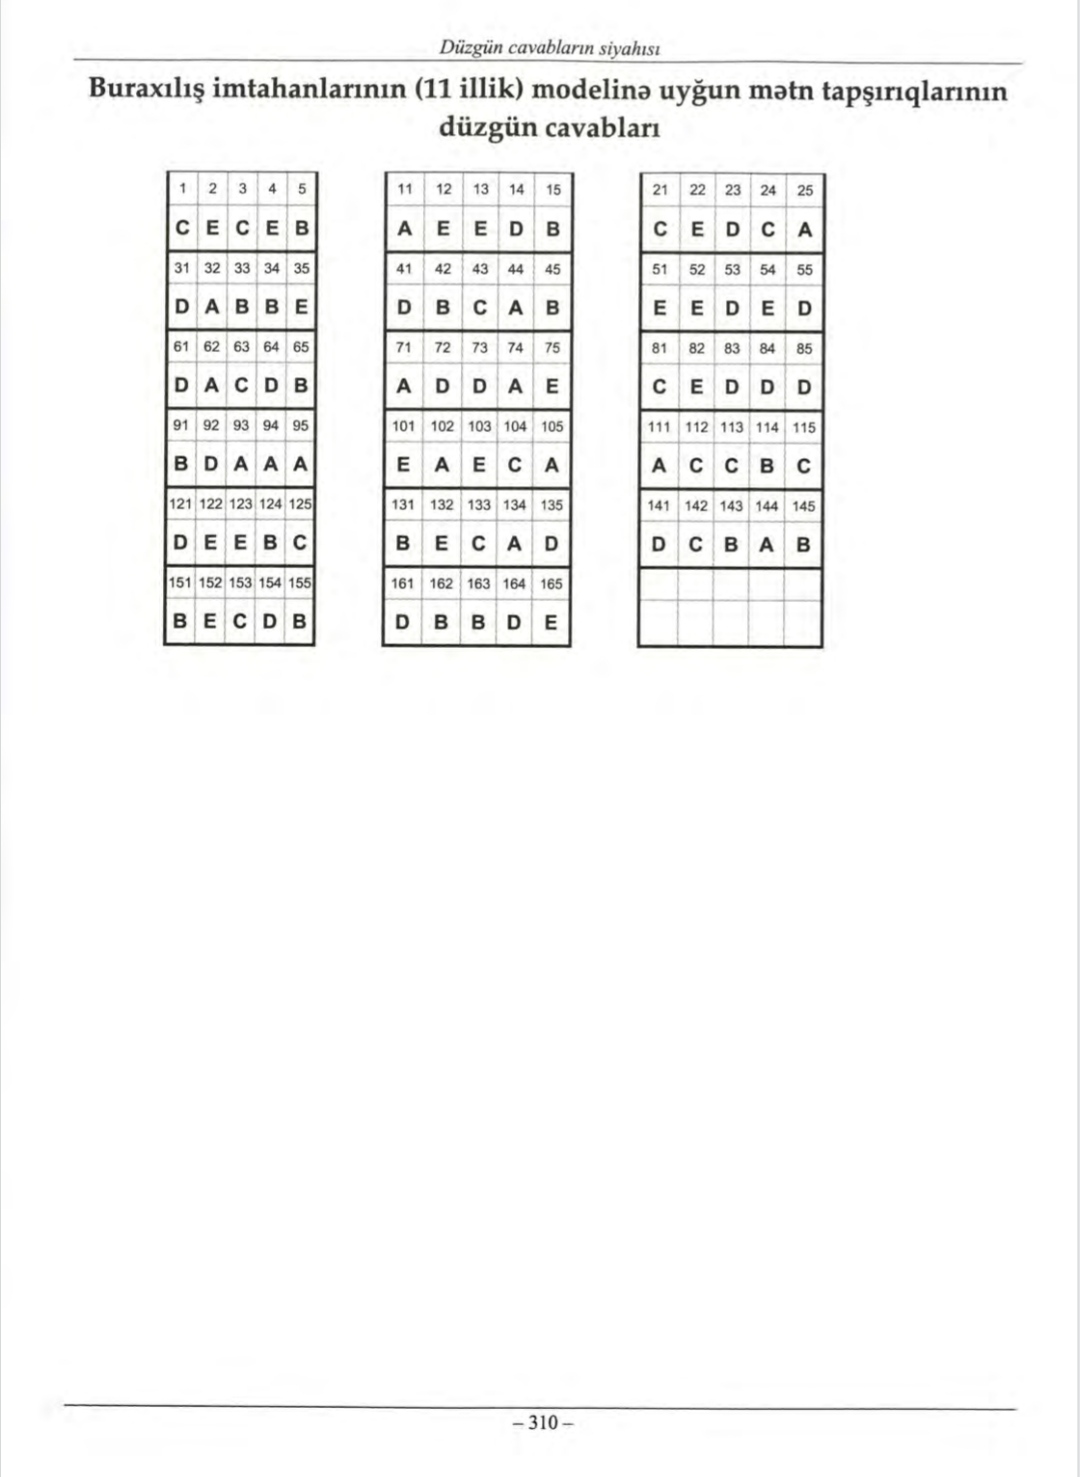 Düzgün cavabların siyahısı
Buraxılış imtahanlarının (11 illik) modelinə uyğun mətn tapşırıqlarının
düzgün cavabları
1 2 3 4 5
C E C E B
31 32 33 34 35
D A B B E
61 62 63 64 65
D A C D B
91 92 93 94 95
B D A A A
121 122 123 124 125
D E E B C
151 152 153 154 155
B E C D B
11 12 13 14 15
A E E D B
41 42 43 44 45
D B C A B
71 72 73 74 75
A D D A E
101 102 103 104 105
E A E C A
131 132 133 134 135
B E C A D
161 162 163 164 165
D B B D E
21 22 23 24 25
C E D C A
51 52 53 54 55
E E D E D
81 82 83 84 85
C E D D D
111 112 113 114 115
A C C B C
141 142 143 144 145
D C B A B
– 310 –